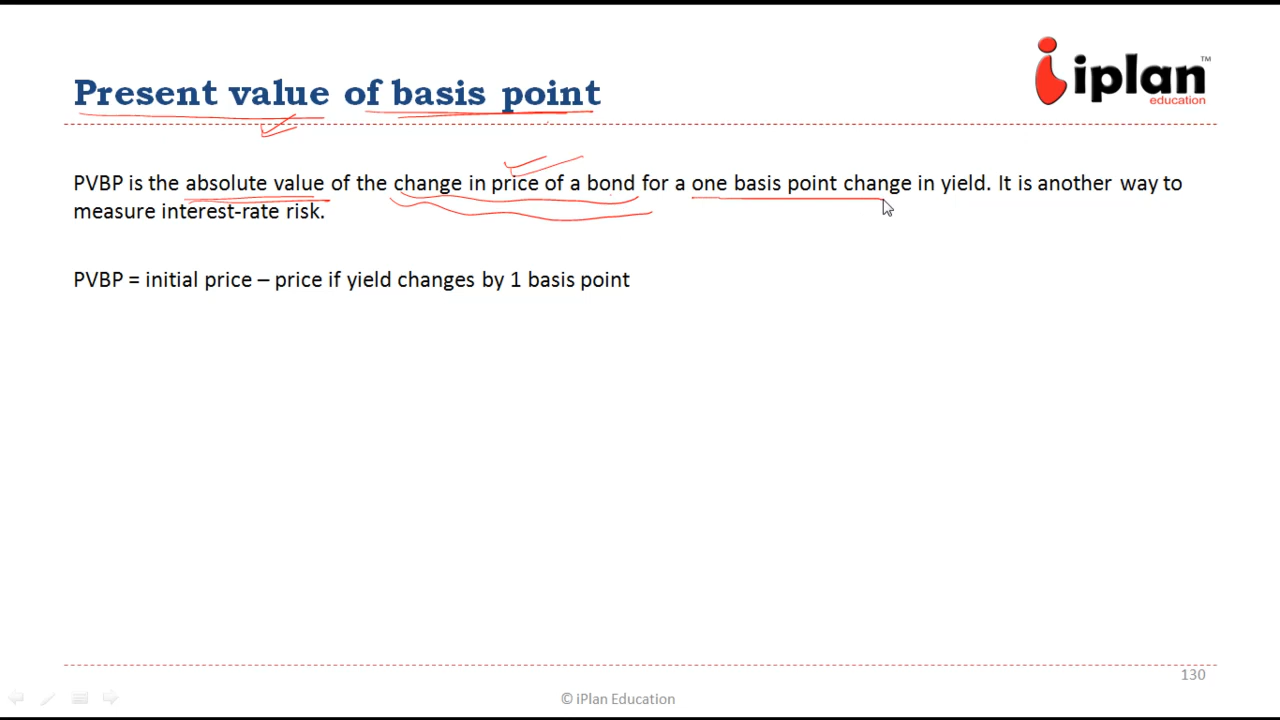 Present value of basis point
iplan™
education
PVBP is the absolute value of the change in price of a bond for a one basis point change in yield. It is another way to
measure interest-rate risk.
PVBP = initial price – price if yield changes by 1 basis point
130
© iPlan Education